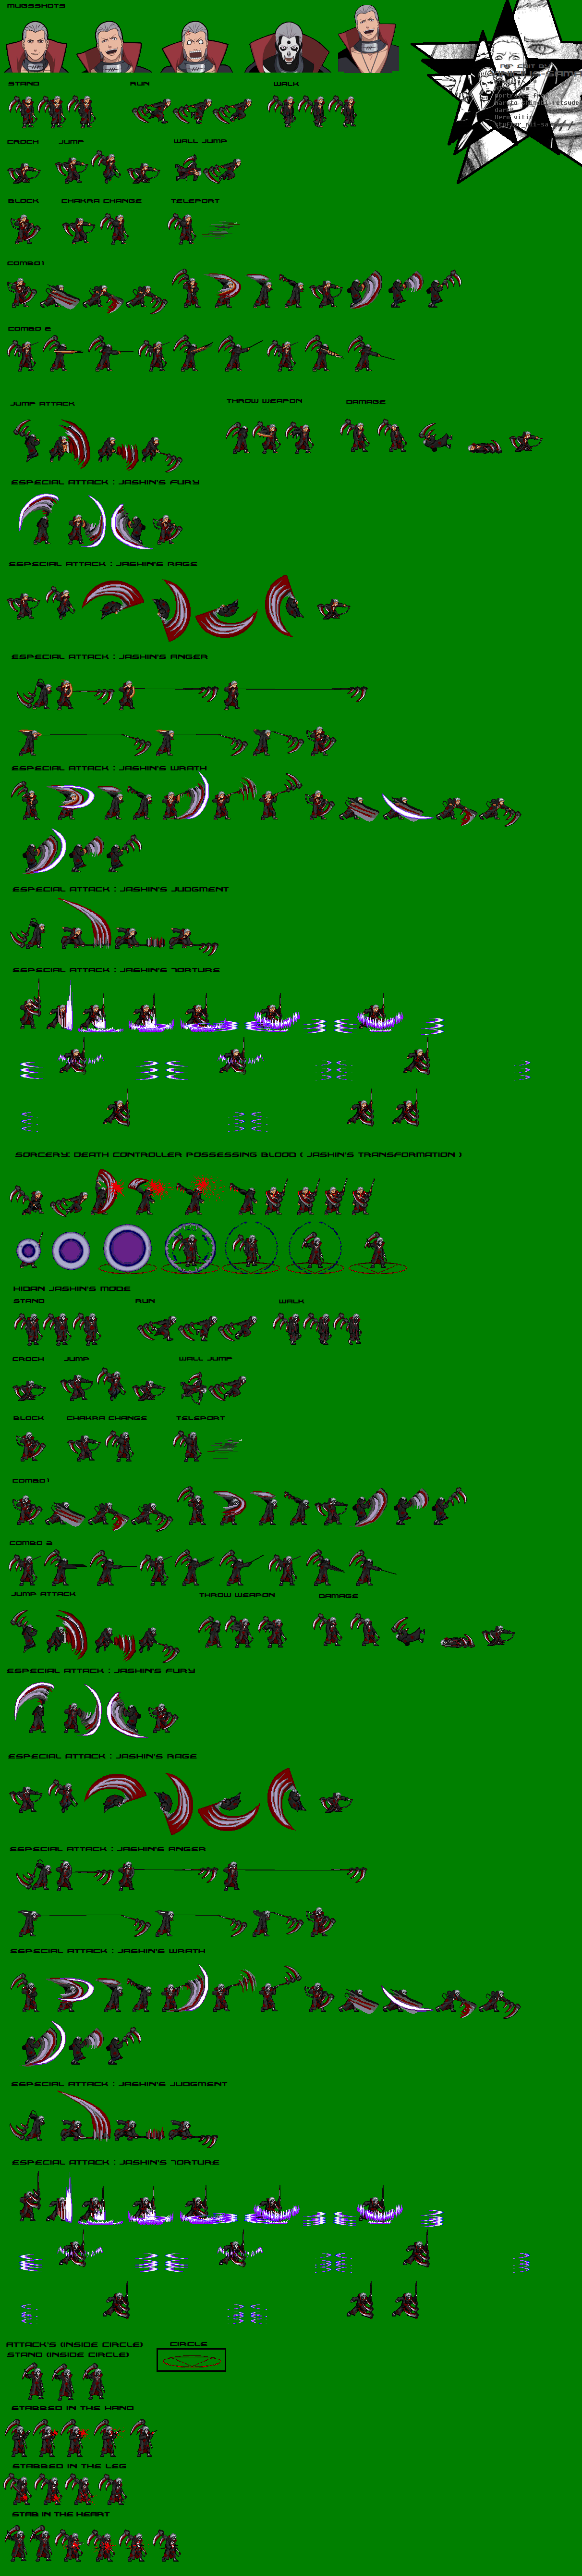 MUGSHOTS
STAND
RUN
WALK
CROCH
JUMP
WALL JUMP
BLOCK
CHAKRA CHANGE
TELEPORT
COMBO 1
COMBO 2
JUMP ATTACK
THROW WEAPON
DAMAGE
ESPECIAL ATTACK : JASHIN'S FURY
ESPECIAL ATTACK : JASHIN'S RAGE
ESPECIAL ATTACK : JASHIN'S ANGER
ESPECIAL ATTACK : JASHIN'S WRATH
ESPECIAL ATTACK : JASHIN'S JUDGMENT
ESPECIAL ATTACK : JASHIN'S TORTURE
SORCERY: DEATH CONTROLLER POSSESSING BLOOD ( JASHIN'S TRANSFORMATION )
HIDAN JASHIN'S MODE
STAND
RUN
WALK
CROCH
JUMP
WALL JUMP
BLOCK
CHAKRA CHANGE
TELEPORT
COMBO 1
COMBO 2
JUMP ATTACK
THROW WEAPON
DAMAGE
ESPECIAL ATTACK : JASHIN'S FURY
ESPECIAL ATTACK : JASHIN'S RAGE
ESPECIAL ATTACK : JASHIN'S ANGER
ESPECIAL ATTACK : JASHIN'S WRATH
ESPECIAL ATTACK : JASHIN'S JUDGMENT
ESPECIAL ATTACK : JASHIN'S TORTURE
ATTACK'S (INSIDE CIRCLE)
CIRCLE
STAND (INSIDE CIRCLE)
STABBED IN THE HAND
STABBED IN THE LEG
STAB IN THE HEART